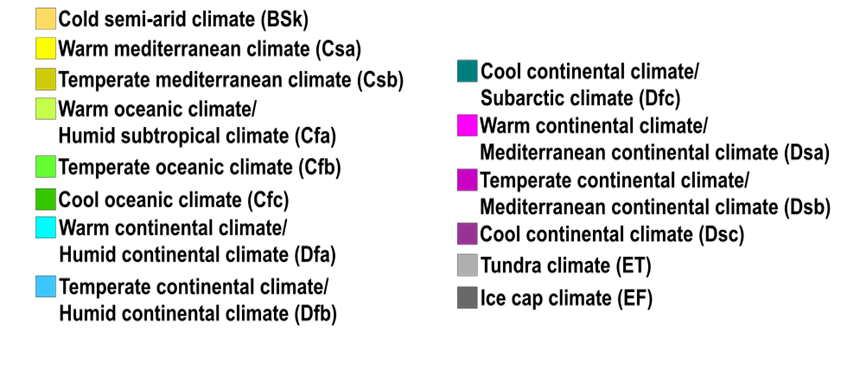 Cold semi-arid climate (BSk)
Warm mediterranean climate (Csa)
Temperate mediterranean climate (Csb)
Warm oceanic climate/
Humid subtropical climate (Cfa)
Temperate oceanic climate (Cfb)
Cool oceanic climate (Cfc)
Warm continental climate/
Humid continental climate (Dfa)
Temperate continental climate/
Humid continental climate (Dfb)
Cool continental climate/
Subarctic climate (Dfc)
Warm continental climate/
Mediterranean continental climate (Dsa)
Temperate continental climate/
Mediterranean continental climate (Dsb)
Cool continental climate (Dsc)
Tundra climate (ET)
Ice cap climate (EF)